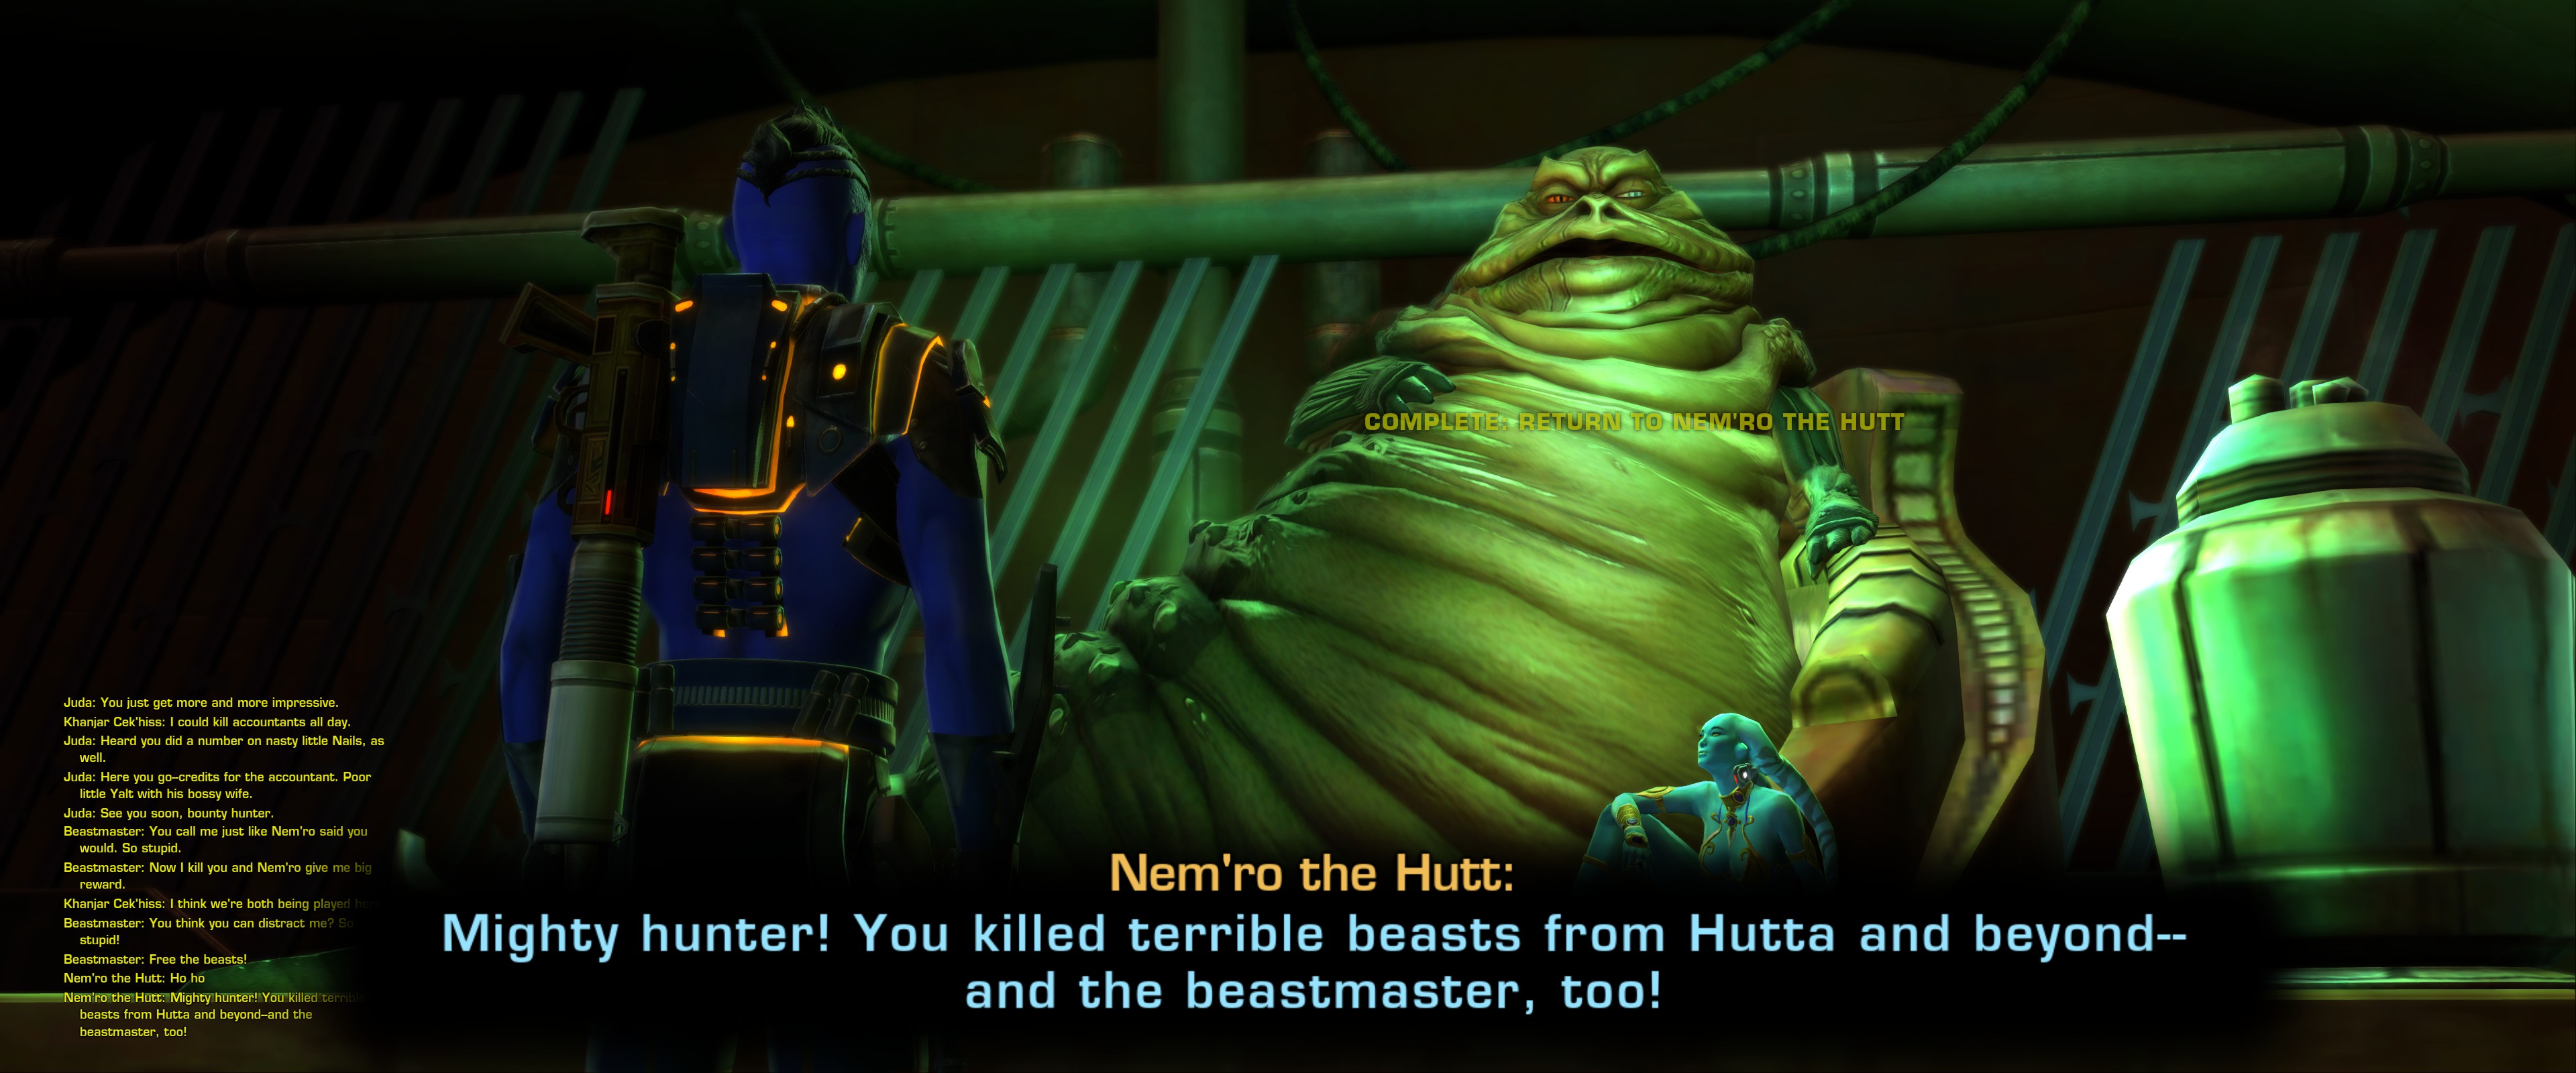 COMPLETE: RETURN TO NEM'RO THE HUTT
Juda: You just get more and more impressive.
Khanjar Cek'hiss: I could kill accountants all day.
Juda: Heard you did a number on nasty little Nails, as
well.
Juda: Here you go--credits for the accountant. Poor
little Yalt with his bossy wife.
Juda: See you soon, bounty hunter.
Beastmaster: You call me just like Nem'ro said you
would. So stupid.
Beastmaster: Now I kill you and Nem'ro give me big
reward.
Khanjar Cek'hiss: I think we're both being played
Beastmaster: You think you can distract me? So
stupid!
Beastmaster: Free the beasts!
Nem'ro the Hutt: Ho ho
Nem'ro the Hutt: Mighty hunter! You killed terrible
beasts from Hutta and beyond--and the
beastmaster, too!
Nem'ro the Hutt:
Mighty hunter! You killed terrible beasts from Hutta and beyond--
and the beastmaster, too!